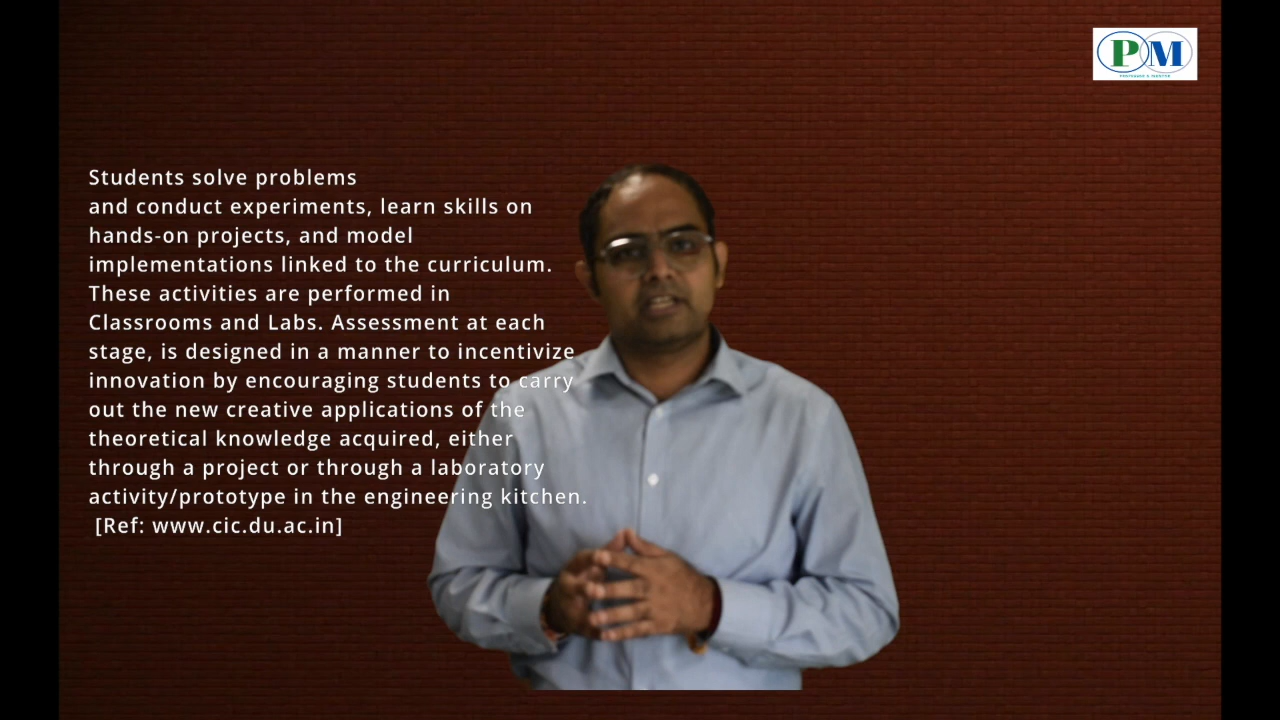 PM
Students solve problems
and conduct experiments, learn skills on
hands-on projects, and model
implementations linked to the curriculum.
These activities are performed in
Classrooms and Labs. Assessment at each
stage, is designed in a manner to incentivize
innovation by encouraging students to carry
out the new creative applications of the
theoretical knowledge acquired, either
through a project or through a laboratory
activity/prototype in the engineering kitchen.
[Ref: www.cic.du.ac.in]